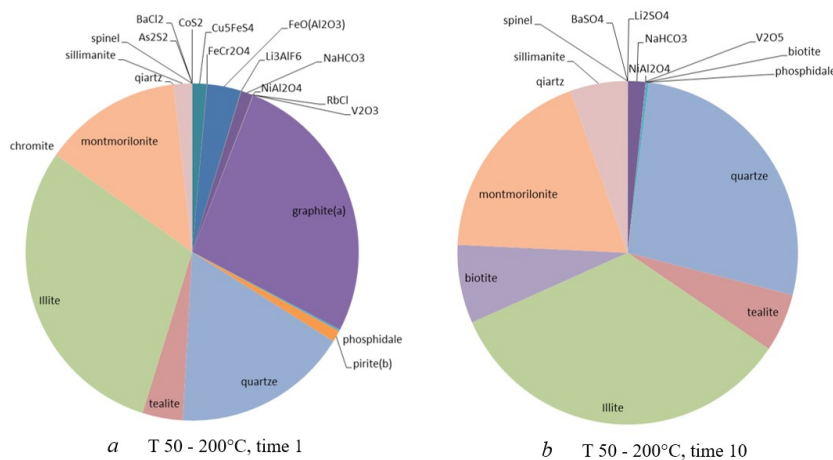 BaCl2
CoS2
Cu5FeS4
As2S2
FeO(Al2O3)
spinel
FeCr2O4
Li3AlF6
NaHCO3
sillimanite
qiartz
NiAl2O4
RbCl
V2O3
montmorilonite
chromite
graphite(a)
Illite
phosphidale
pirite(b)
quartze
tealite
a T 50 - 200°C, time 1
BaSO4
Li2SO4
spinel
NaHCO3
V2O5
sillimanite
NiAl2O4
biotite
phosphidale
qiartz
quartze
montmorilonite
biotite
tealite
Illite
b T 50 - 200°C, time 10